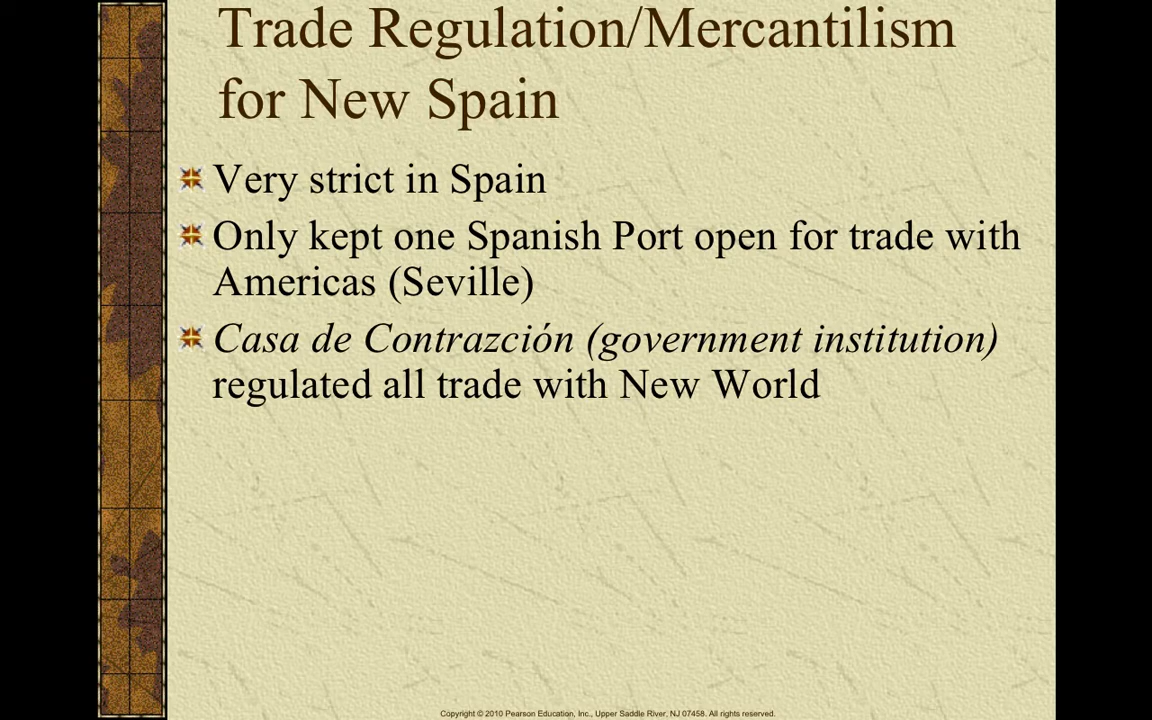 Trade Regulation/Mercantilism
for New Spain
Very strict in Spain
Only kept one Spanish Port open for trade with
Americas (Seville)
Casa de Contrazción (government institution)
regulated all trade with New World
Copyright © 2010 Pearson Education, Inc., Upper Saddle River, NJ 07458. All rights reserved.